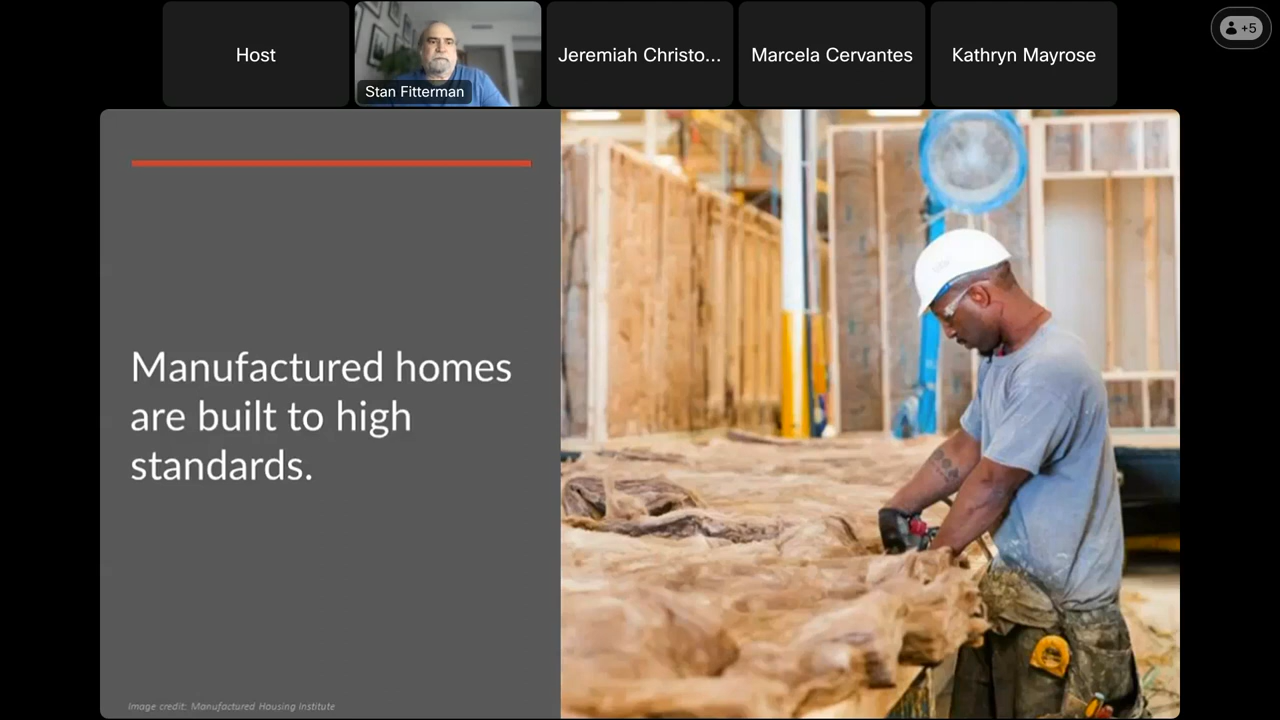 Host
Stan Fitterman
Jeremiah Christo...
Marcela Cervantes
Kathryn Mayrose
+5
Manufactured homes
are built to high
standards.
Image credit: Manufactured Housing Institute